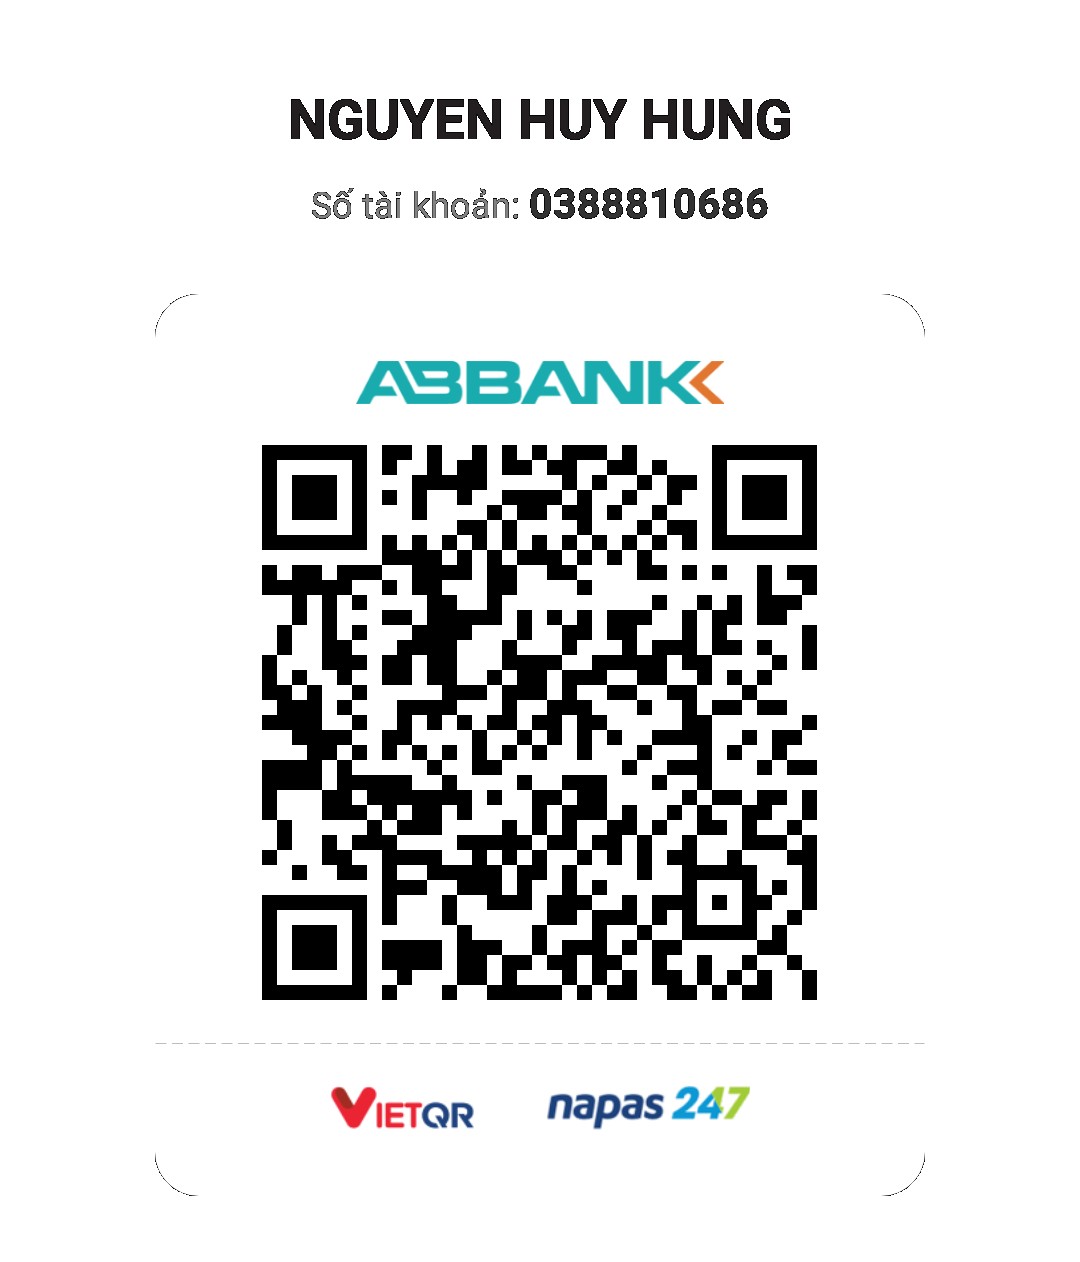 NGUYEN HUY HUNG
Số tài khoản: 0388810686
ABBANK
VIETQR
napas 247